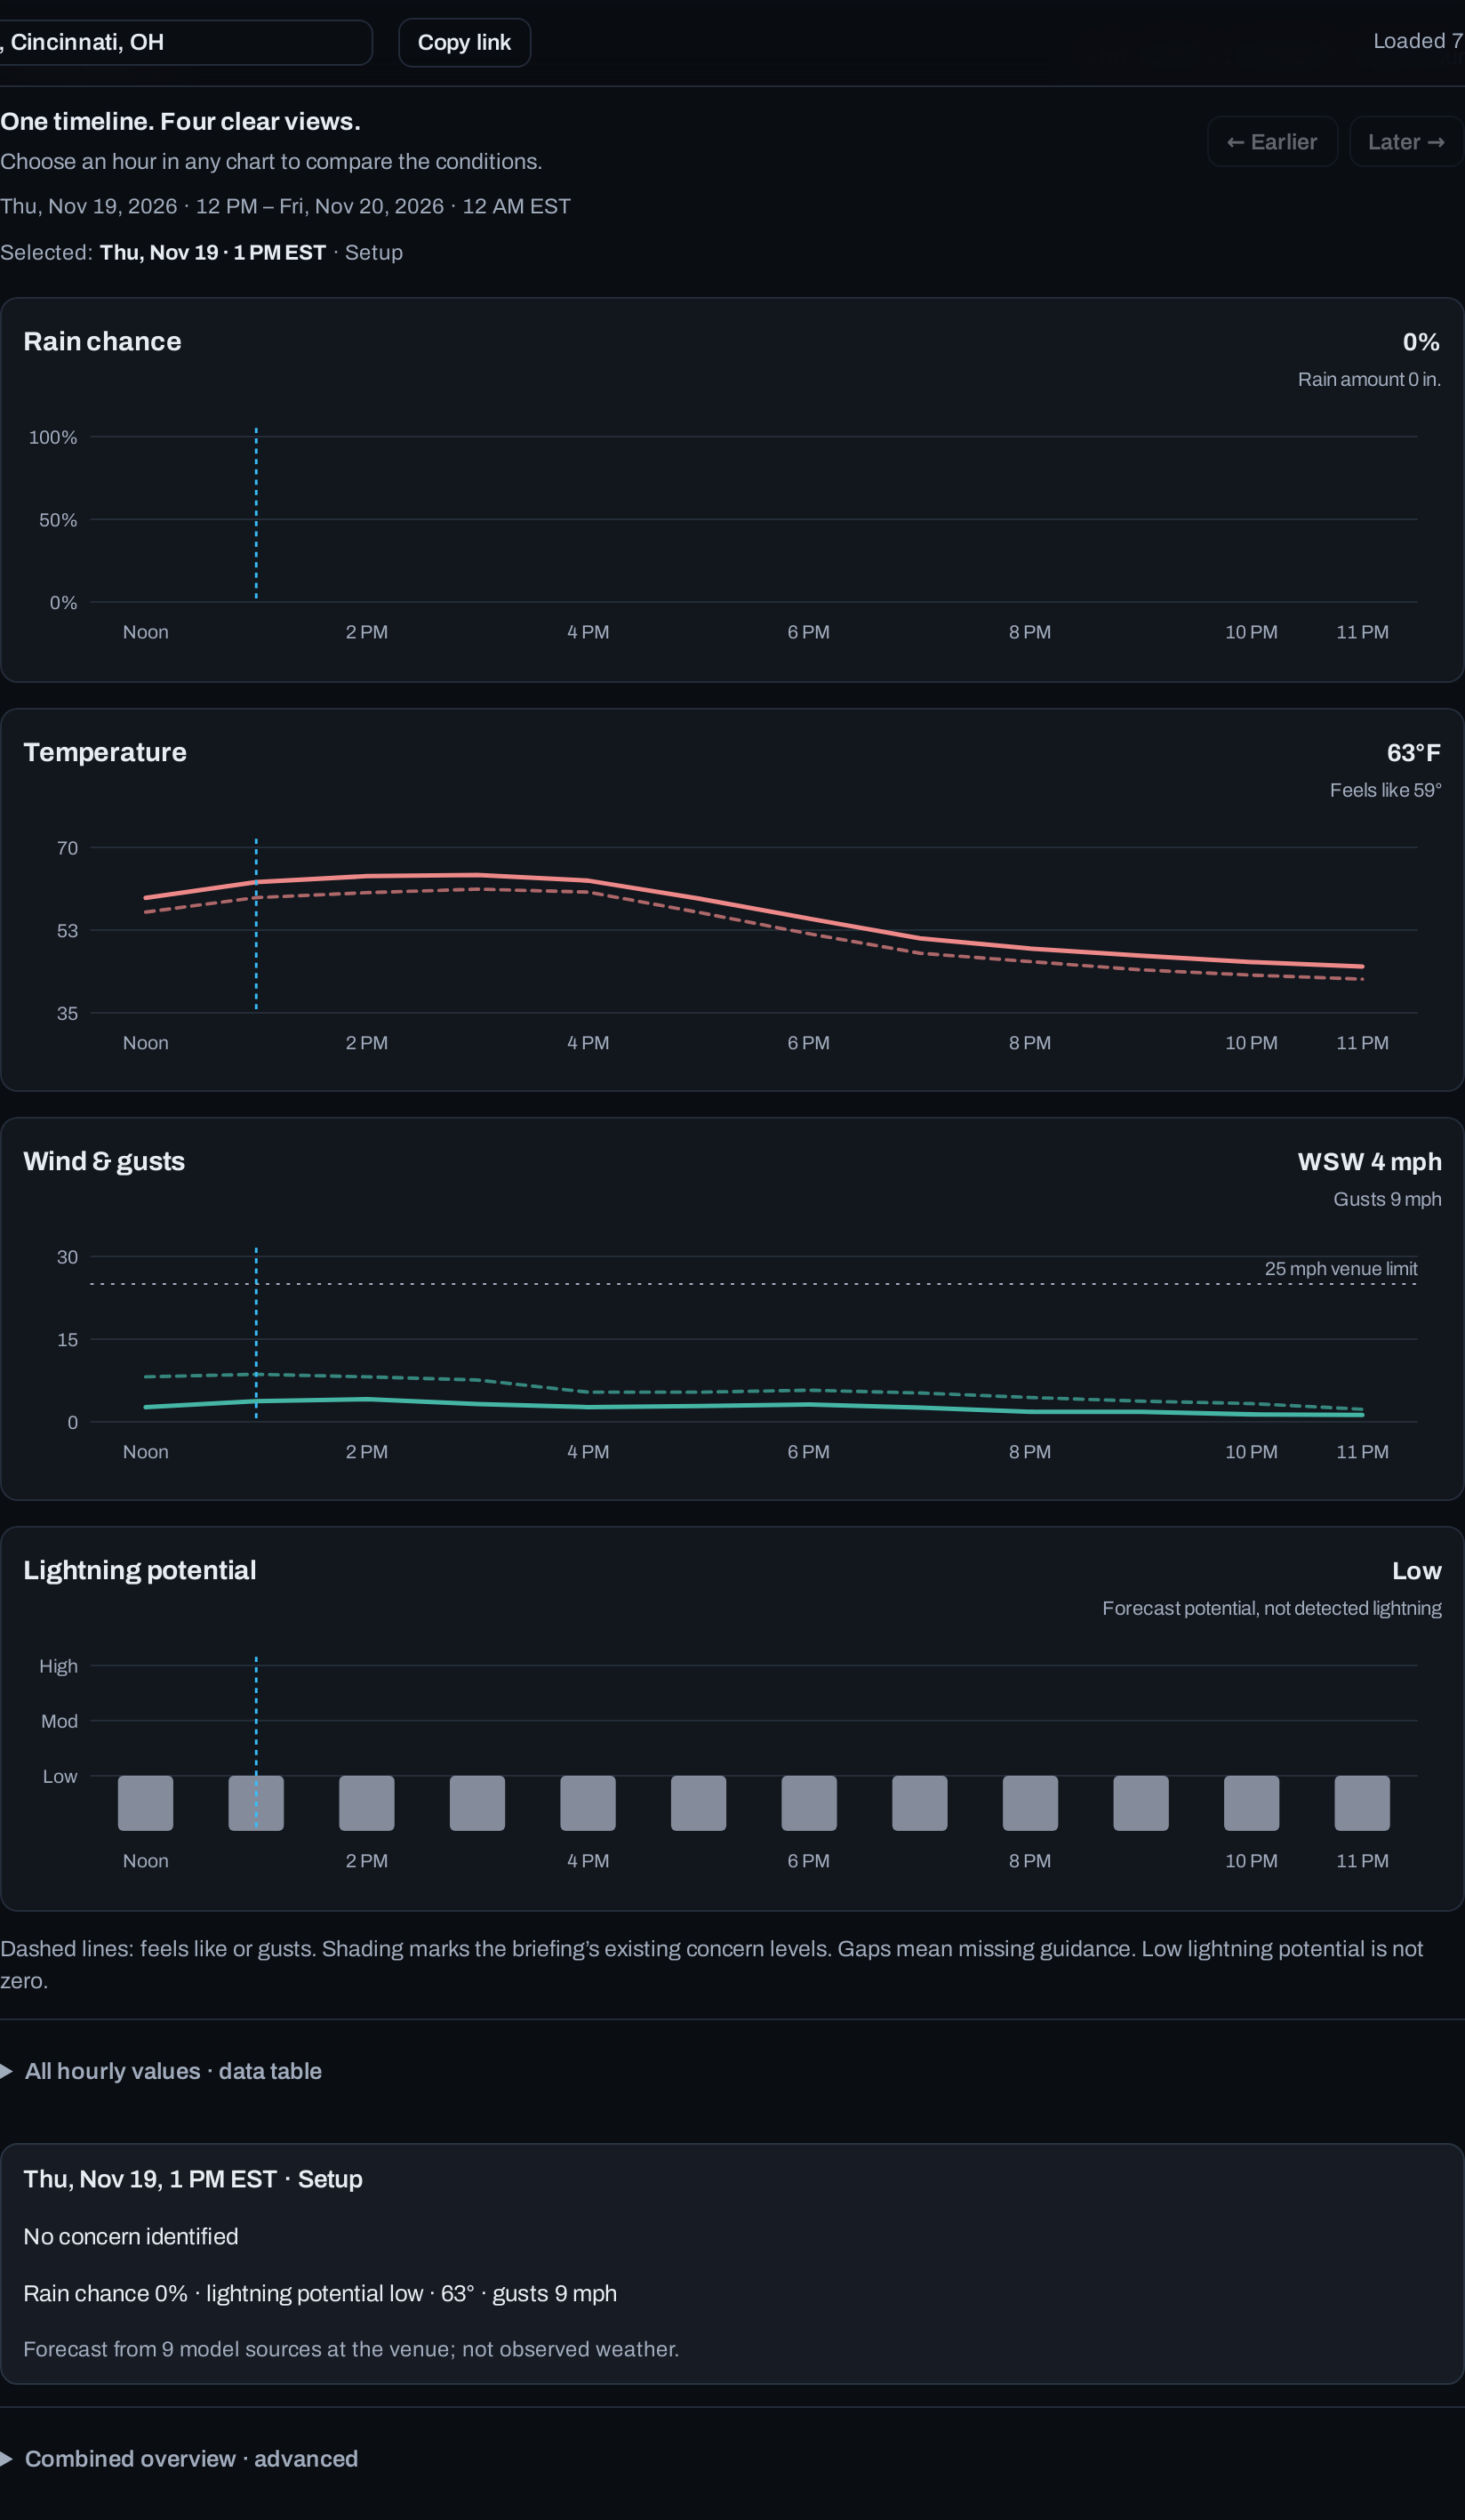 , Cincinnati, OH
Copy link
Loaded 7
One timeline. Four clear views.
← Earlier
Later →
Choose an hour in any chart to compare the conditions.
Thu, Nov 19, 2026 · 12 PM – Fri, Nov 20, 2026 · 12 AM EST
Selected: Thu, Nov 19 · 1 PM EST · Setup
Rain chance
0%
Rain amount 0 in.
100%
50%
0%
Noon 2 PM 4 PM 6 PM 8 PM 10 PM 11 PM
Temperature
63°F
Feels like 59°
70
53
35
Noon 2 PM 4 PM 6 PM 8 PM 10 PM 11 PM
Wind & gusts
WSW 4 mph
Gusts 9 mph
30
25 mph venue limit
15
0
Noon 2 PM 4 PM 6 PM 8 PM 10 PM 11 PM
Lightning potential
Low
Forecast potential, not detected lightning
High
Mod
Low
Noon 2 PM 4 PM 6 PM 8 PM 10 PM 11 PM
Dashed lines: feels like or gusts. Shading marks the briefing’s existing concern levels. Gaps mean missing guidance. Low lightning potential is not
zero.
▶ All hourly values · data table
Thu, Nov 19, 1 PM EST · Setup
No concern identified
Rain chance 0% · lightning potential low · 63° · gusts 9 mph
Forecast from 9 model sources at the venue; not observed weather.
▶ Combined overview · advanced